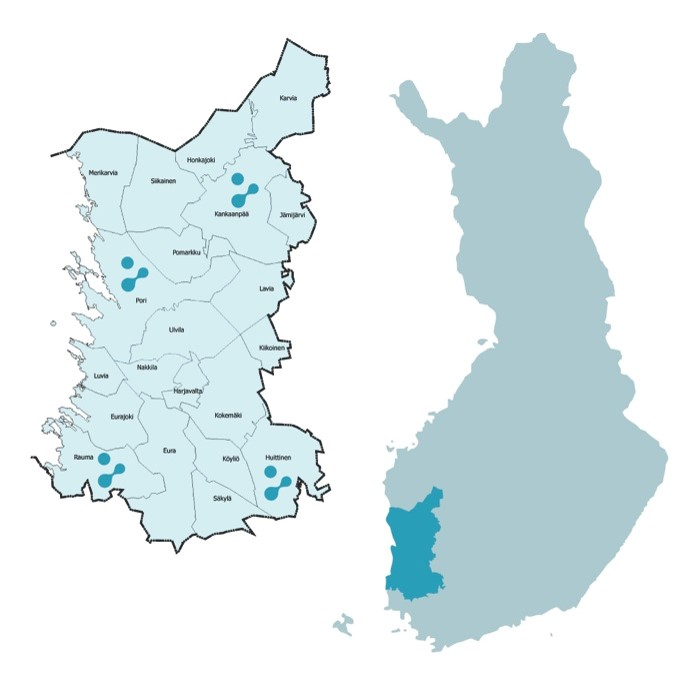 Karvia
Honkajoki
Merikarvia
Siikainen
Kankaanpää
Jämijärvi
Pomarkku
Lavia
Pori
Ulvila
Kiikoinen
Nakkila
Luvia
Harjavalta
Eurajoki
Kokemäki
Eura
Rauma
Köyliö
Huittinen
Säkylä